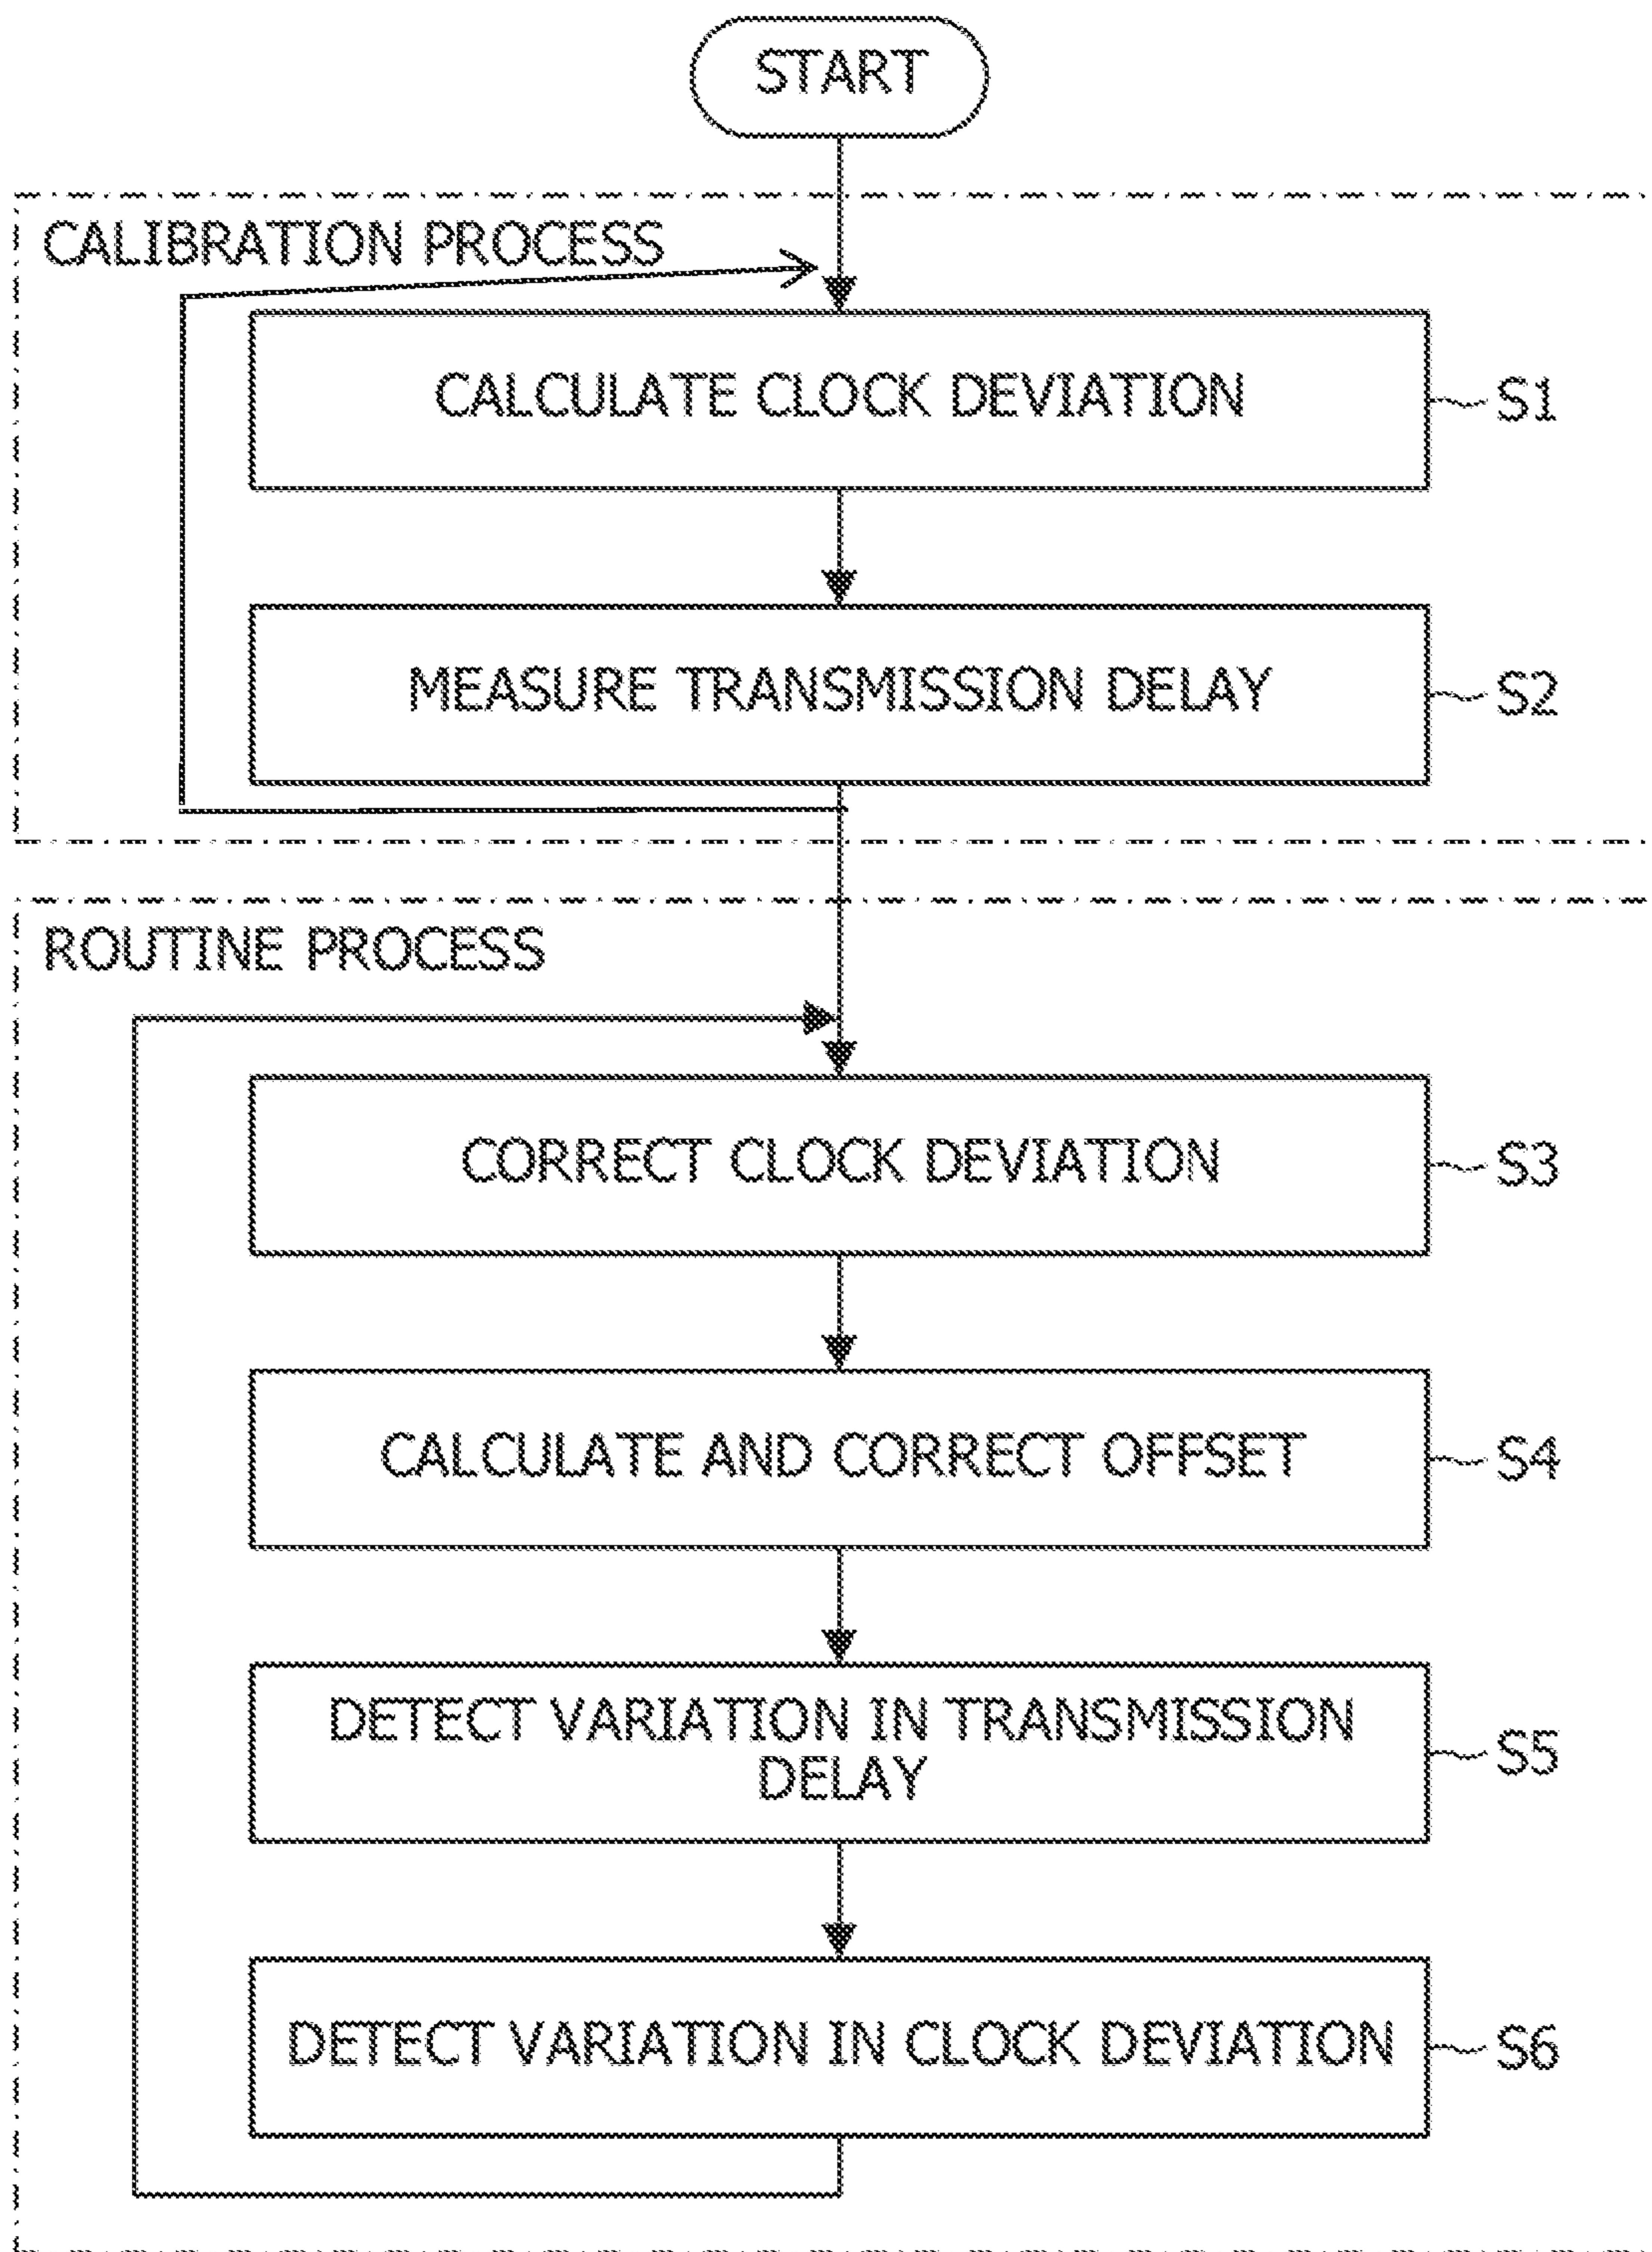 START
CALIBRATION PROCESS
CALCULATE CLOCK DEVIATION
S1
MEASURE TRANSMISSION DELAY
S2
ROUTINE PROCESS
CORRECT CLOCK DEVIATION
S3
CALCULATE AND CORRECT OFFSET
S4
DETECT VARIATION IN TRANSMISSION
DELAY
S5
DETECT VARIATION IN CLOCK DEVIATION
S6